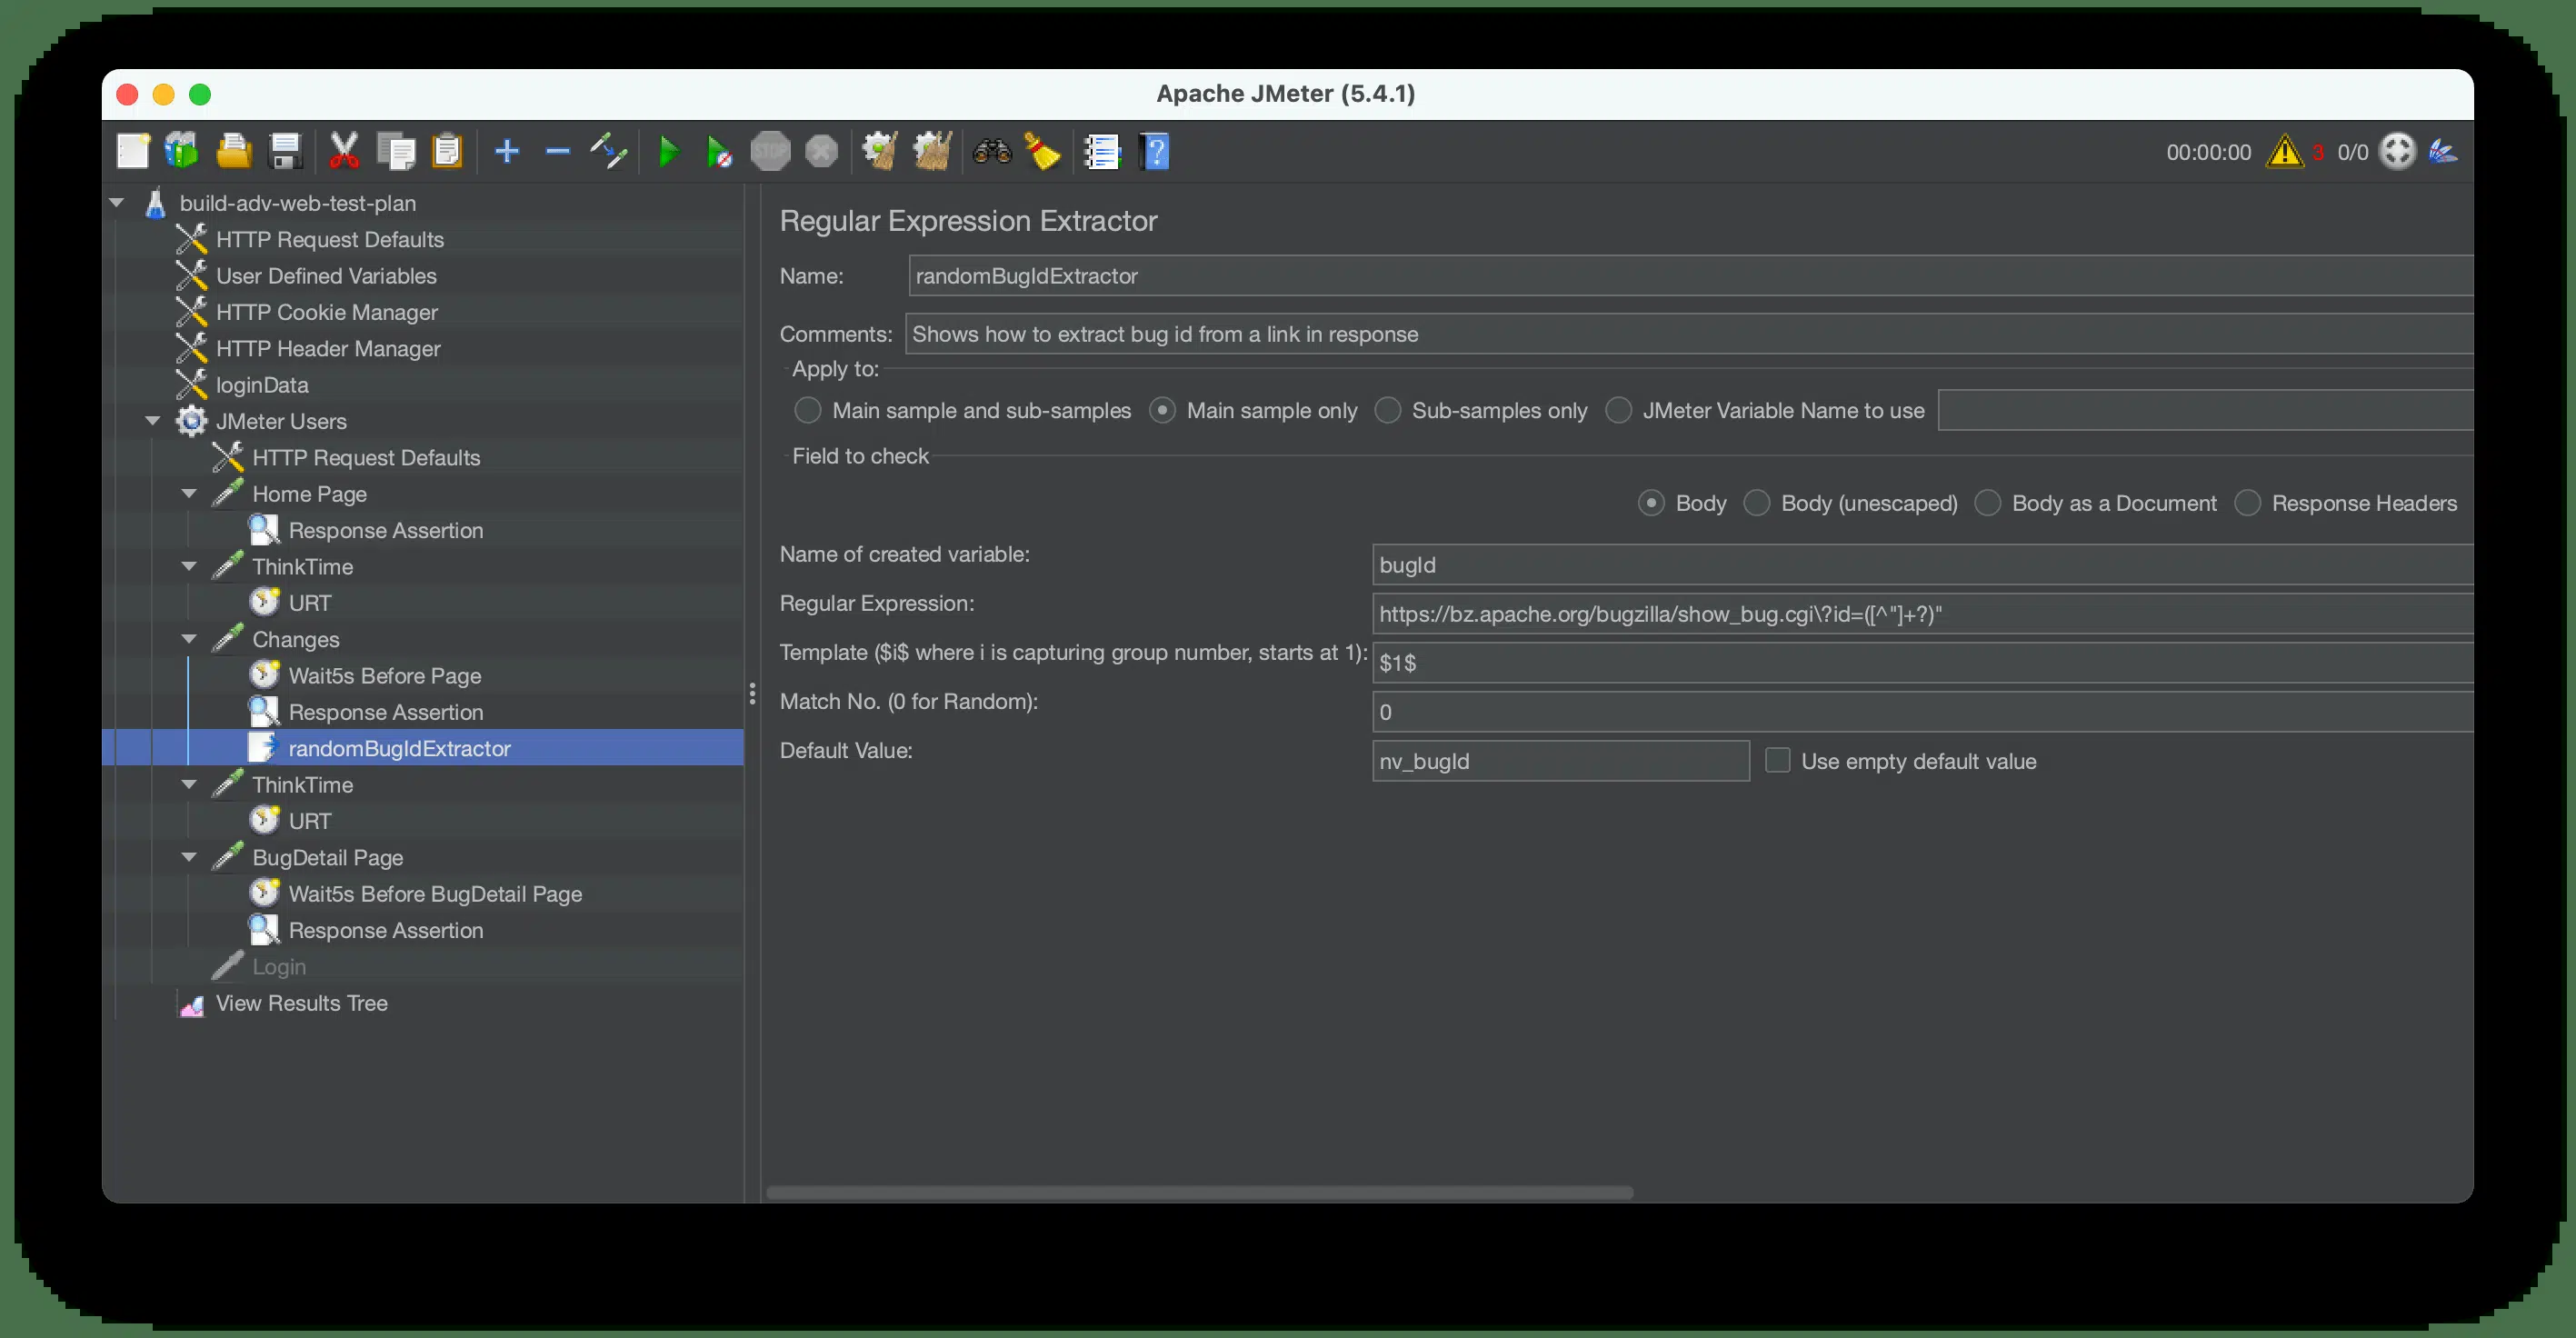 Apache JMeter (5.4.1)
STOP
00:00:00 3 0/0
build-adv-web-test-plan
HTTP Request Defaults
User Defined Variables
HTTP Cookie Manager
HTTP Header Manager
loginData
JMeter Users
HTTP Request Defaults
Home Page
Response Assertion
ThinkTime
URT
Changes
Wait5s Before Page
Response Assertion
randomBugIdExtractor
ThinkTime
URT
BugDetail Page
Wait5s Before BugDetail Page
Response Assertion
Login
View Results Tree
Regular Expression Extractor
Name: randomBugIdExtractor
Comments: Shows how to extract bug id from a link in response
Apply to:
Main sample and sub-samples Main sample only Sub-samples only JMeter Variable Name to use
Field to check
Body Body (unescaped) Body as a Document Response Headers
Name of created variable: bugId
Regular Expression: https://bz.apache.org/bugzilla/show_bug.cgi\?id=([^"]+?)"
Template ($i$ where i is capturing group number, starts at 1): $1$
Match No. (0 for Random): 0
Default Value: nv_bugId Use empty default value